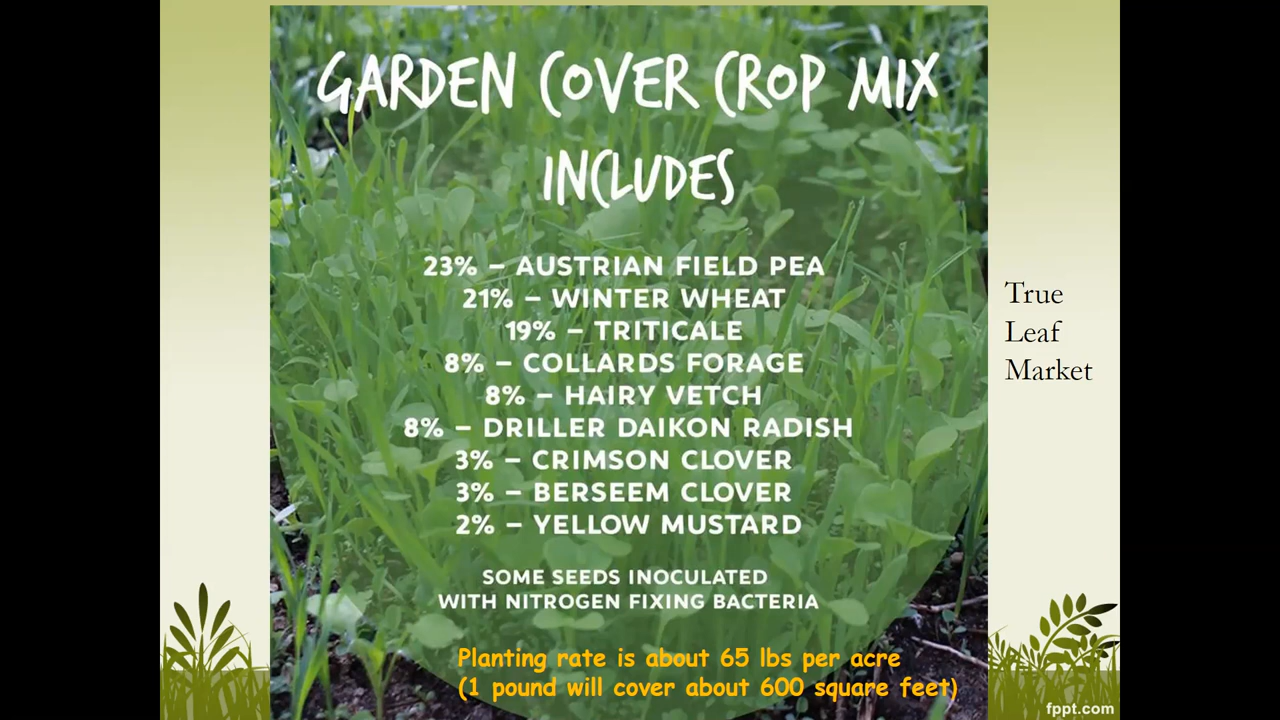 GARDEN COVER CROP MIX
INCLUDES
23% – AUSTRIAN FIELD PEA
21% – WINTER WHEAT
19% – TRITICALE
8% – COLLARDS FORAGE
8% – HAIRY VETCH
8% – DRILLER DAIKON RADISH
3% – CRIMSON CLOVER
3% – BERSEEM CLOVER
2% – YELLOW MUSTARD
SOME SEEDS INOCULATED
WITH NITROGEN FIXING BACTERIA
Planting rate is about 65 lbs per acre
(1 pound will cover about 600 square feet)
True
Leaf
Market
fppt.com